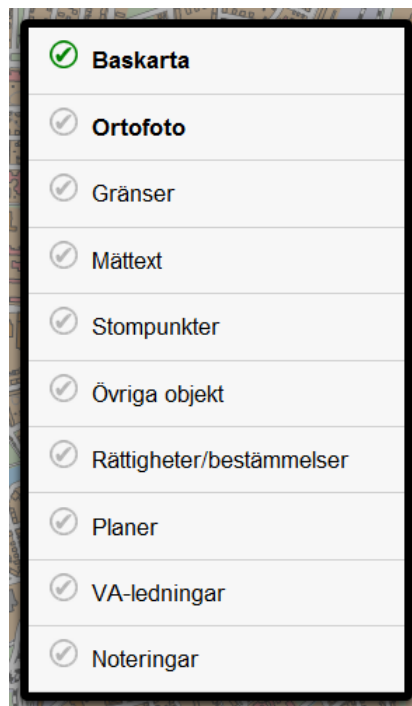 Baskarta
Ortofoto
Gränser
Mättext
Stompunkter
Övriga objekt
Rättigheter/bestämmelser
Planer
VA-ledningar
Noteringar